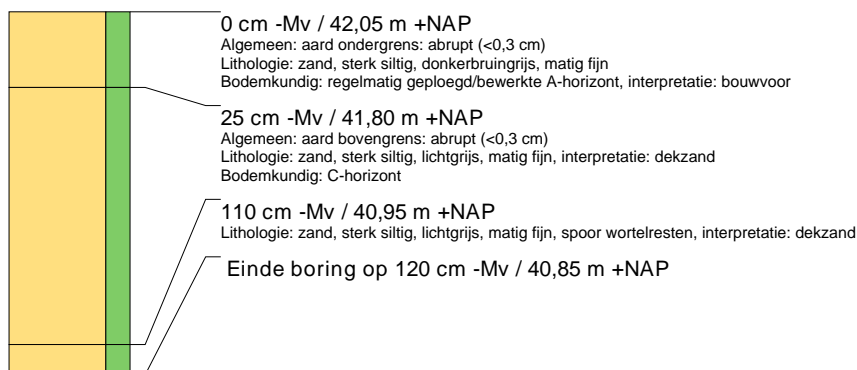 0 cm -Mv / 42,05 m +NAP
Algemeen: aard ondergrens: abrupt (<0,3 cm)
Lithologie: zand, sterk siltig, donkerbruingrijs, matig fijn
Bodemkundig: regelmatig geploegd/bewerkte A-horizont, interpretatie: bouwvoor
25 cm -Mv / 41,80 m +NAP
Algemeen: aard bovengrens: abrupt (<0,3 cm)
Lithologie: zand, sterk siltig, lichtgrijs, matig fijn, interpretatie: dekzand
Bodemkundig: C-horizont
110 cm -Mv / 40,95 m +NAP
Lithologie: zand, sterk siltig, lichtgrijs, matig fijn, spoor wortelresten, interpretatie: dekzand
Einde boring op 120 cm -Mv / 40,85 m +NAP